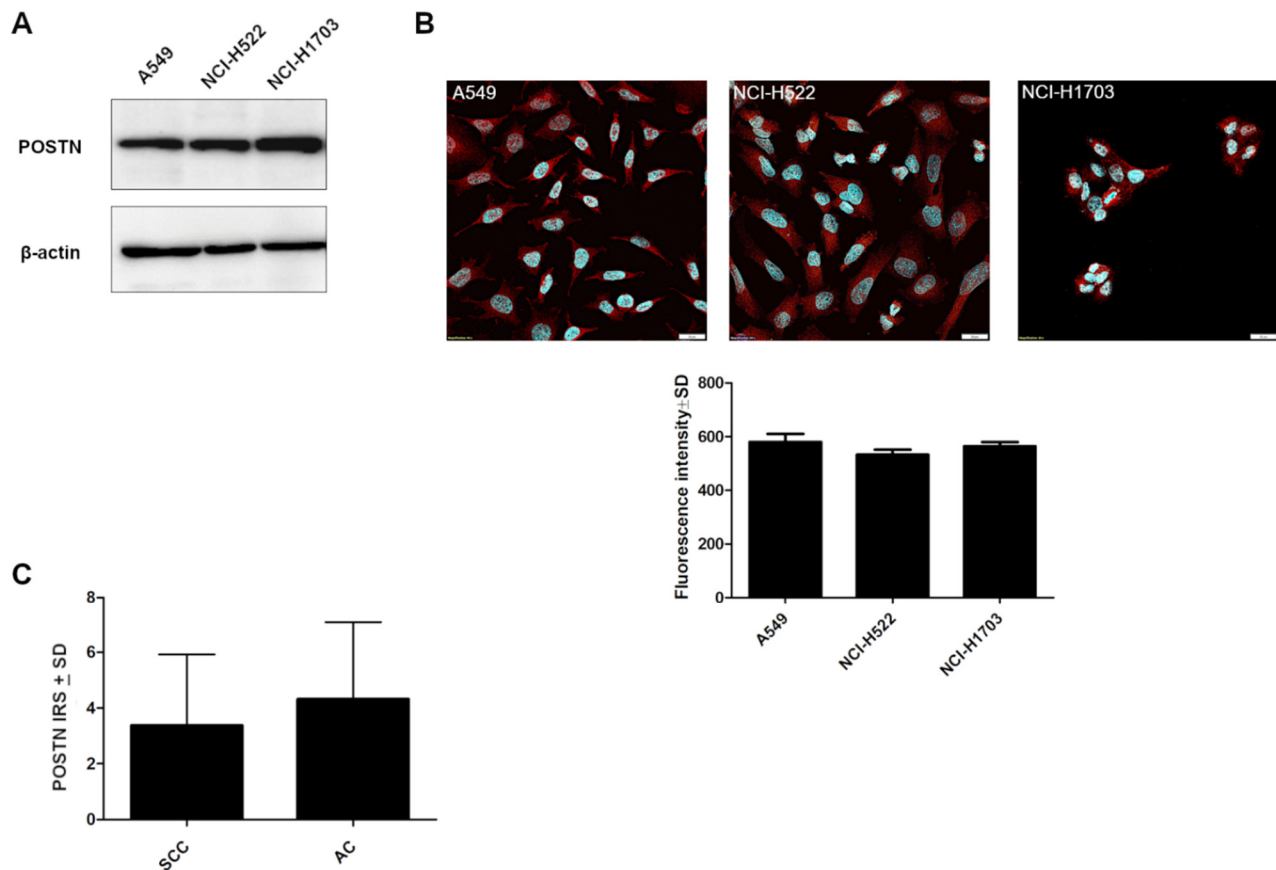 A
A549
NCI-H522
NCI-H1703
POSTN
β-actin
B
A549
NCI-H522
NCI-H1703
Fluorescence intensity±SD
800
600
400
200
0
A549
NCI-H522
NCI-H1703
C
POSTN IRS ± SD
8
6
4
2
0
SCC
AC